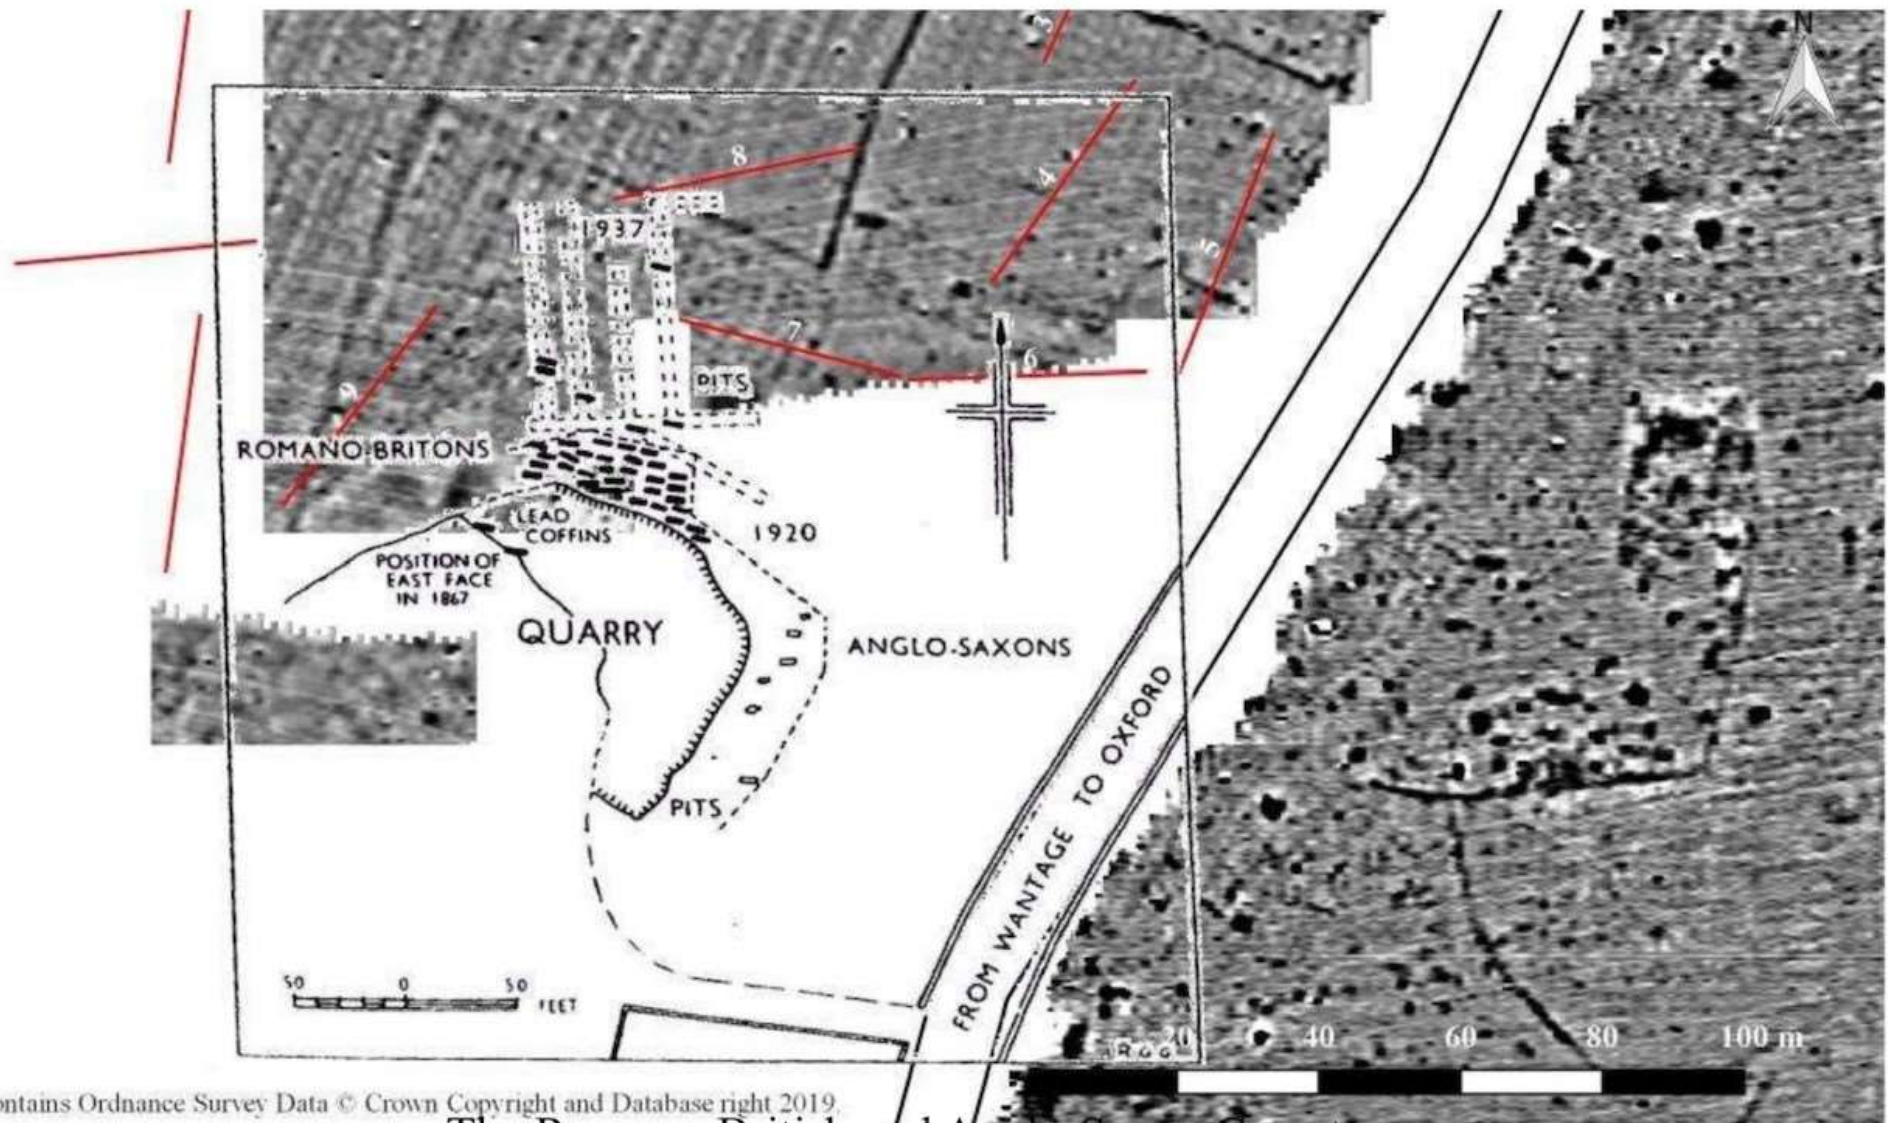 N
3
8
4
1937
5
7
6
PITS
9
ROMANO-BRITONS
LEAD
COFFINS
1920
POSITION OF
EAST FACE
IN 1867
QUARRY
ANGLO-SAXONS
FROM WANTAGE TO OXFORD
PITS
50 0 50
FEET
20 40 60 80 100 m
ontains Ordnance Survey Data © Crown Copyright and Database right 2019.